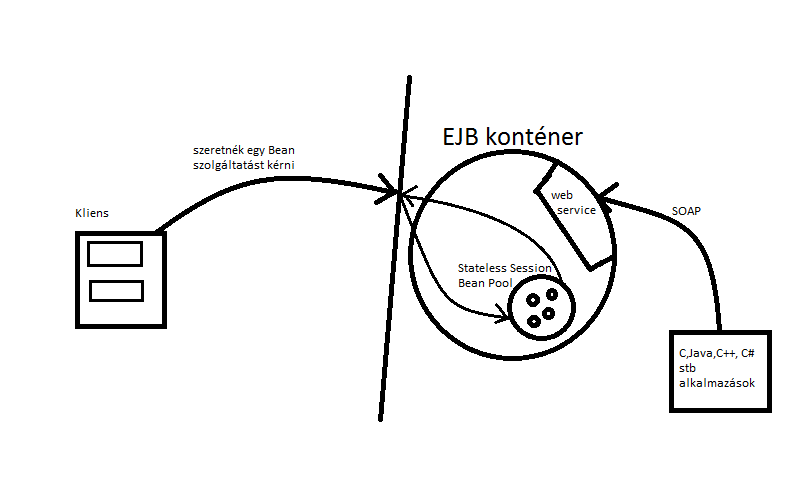 EJB konténer
szeretnék egy Bean
szolgáltatást kérni
Kliens
web
service
SOAP
Stateless Session
Bean Pool
C,Java,C++, C#
stb
alkalmazások